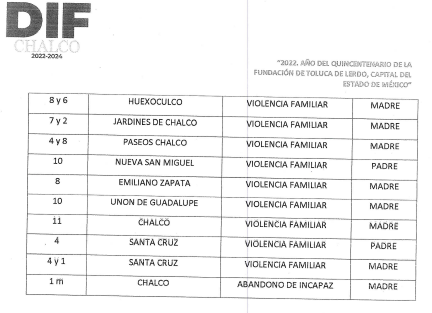 DIF
CHALCO
2022-2024
"2022. AÑO DEL QUINCENTENARIO DE LA
FUNDACIÓN DE TOLUCA DE LERDO, CAPITAL DEL
ESTADO DE MÉXICO"
8 y 6 HUEXOCULCO VIOLENCIA FAMILIAR MADRE
7 y 2 JARDINES DE CHALCO VIOLENCIA FAMILIAR MADRE
4 y 8 PASEOS CHALCO VIOLENCIA FAMILIAR MADRE
10 NUEVA SAN MIGUEL VIOLENCIA FAMILIAR PADRE
8 EMILIANO ZAPATA VIOLENCIA FAMILIAR MADRE
10 UNON DE GUADALUPE VIOLENCIA FAMILIAR MADRE
11 CHALCO VIOLENCIA FAMILIAR MADRE
4 SANTA CRUZ VIOLENCIA FAMILIAR PADRE
4 y 1 SANTA CRUZ VIOLENCIA FAMILIAR MADRE
1 m CHALCO ABANDONO DE INCAPAZ MADRE